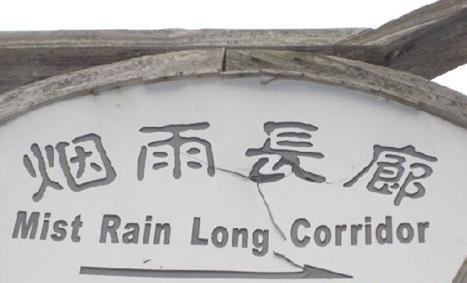 烟雨長廊
Mist Rain Long Corridor